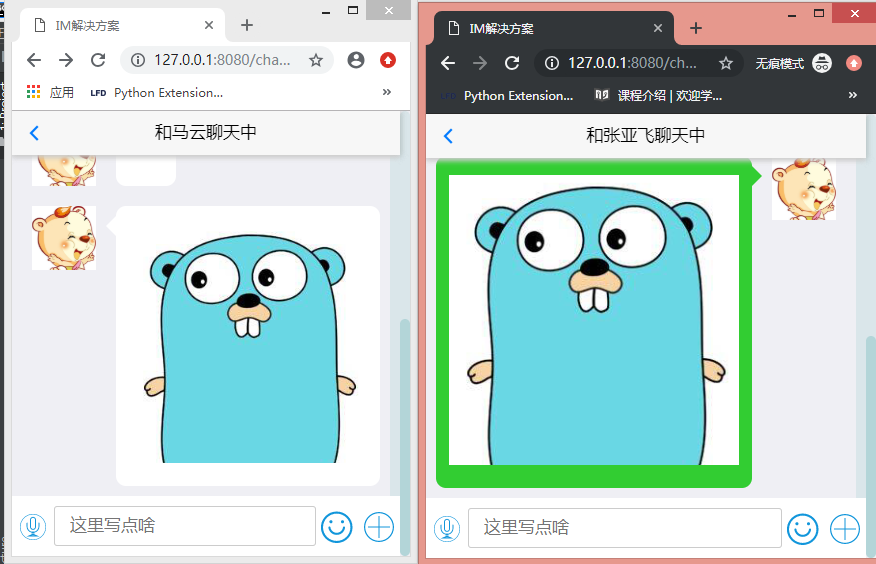 IM解决方案
127.0.0.1:8080/cha...
应用
LFD Python Extension...
»
和马云聊天中
这里写点啥
IM解决方案
127.0.0.1:8080/ch...
无痕模式
LFD Python Extension...
课程介绍 | 欢迎学...
»
和张亚飞聊天中
这里写点啥